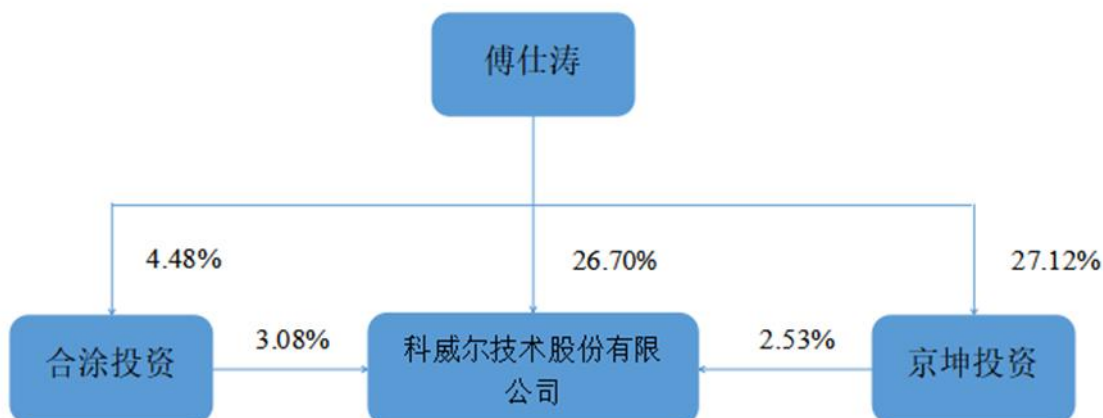 傅仕涛
4.48%
26.70%
27.12%
合涂投资
3.08%
科威尔技术股份有限
公司
2.53%
京坤投资